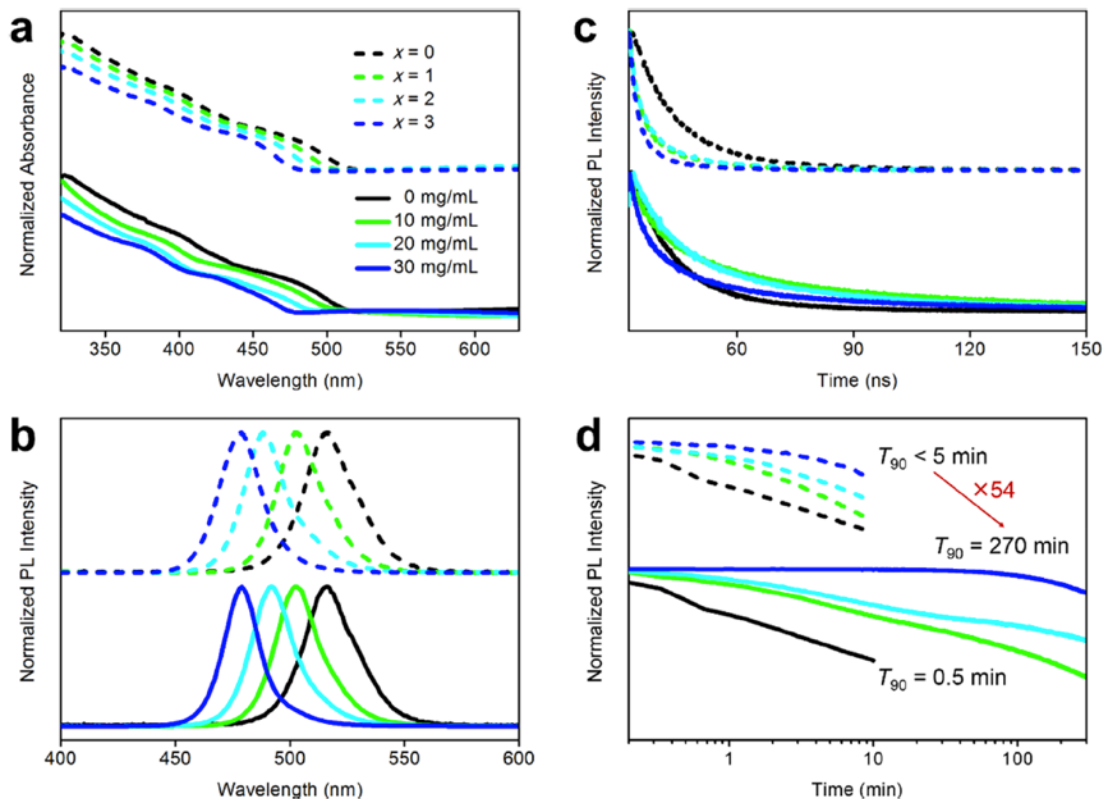 a
Normalized Absorbance
x = 0
x = 1
x = 2
x = 3
0 mg/mL
10 mg/mL
20 mg/mL
30 mg/mL
350 400 450 500 550 600
Wavelength (nm)
c
Normalized PL Intensity
60 90 120 150
Time (ns)
b
Normalized PL Intensity
400 450 500 550 600
Wavelength (nm)
d
Normalized PL Intensity
T90 < 5 min
×54
T90 = 270 min
T90 = 0.5 min
1 10 100
Time (min)